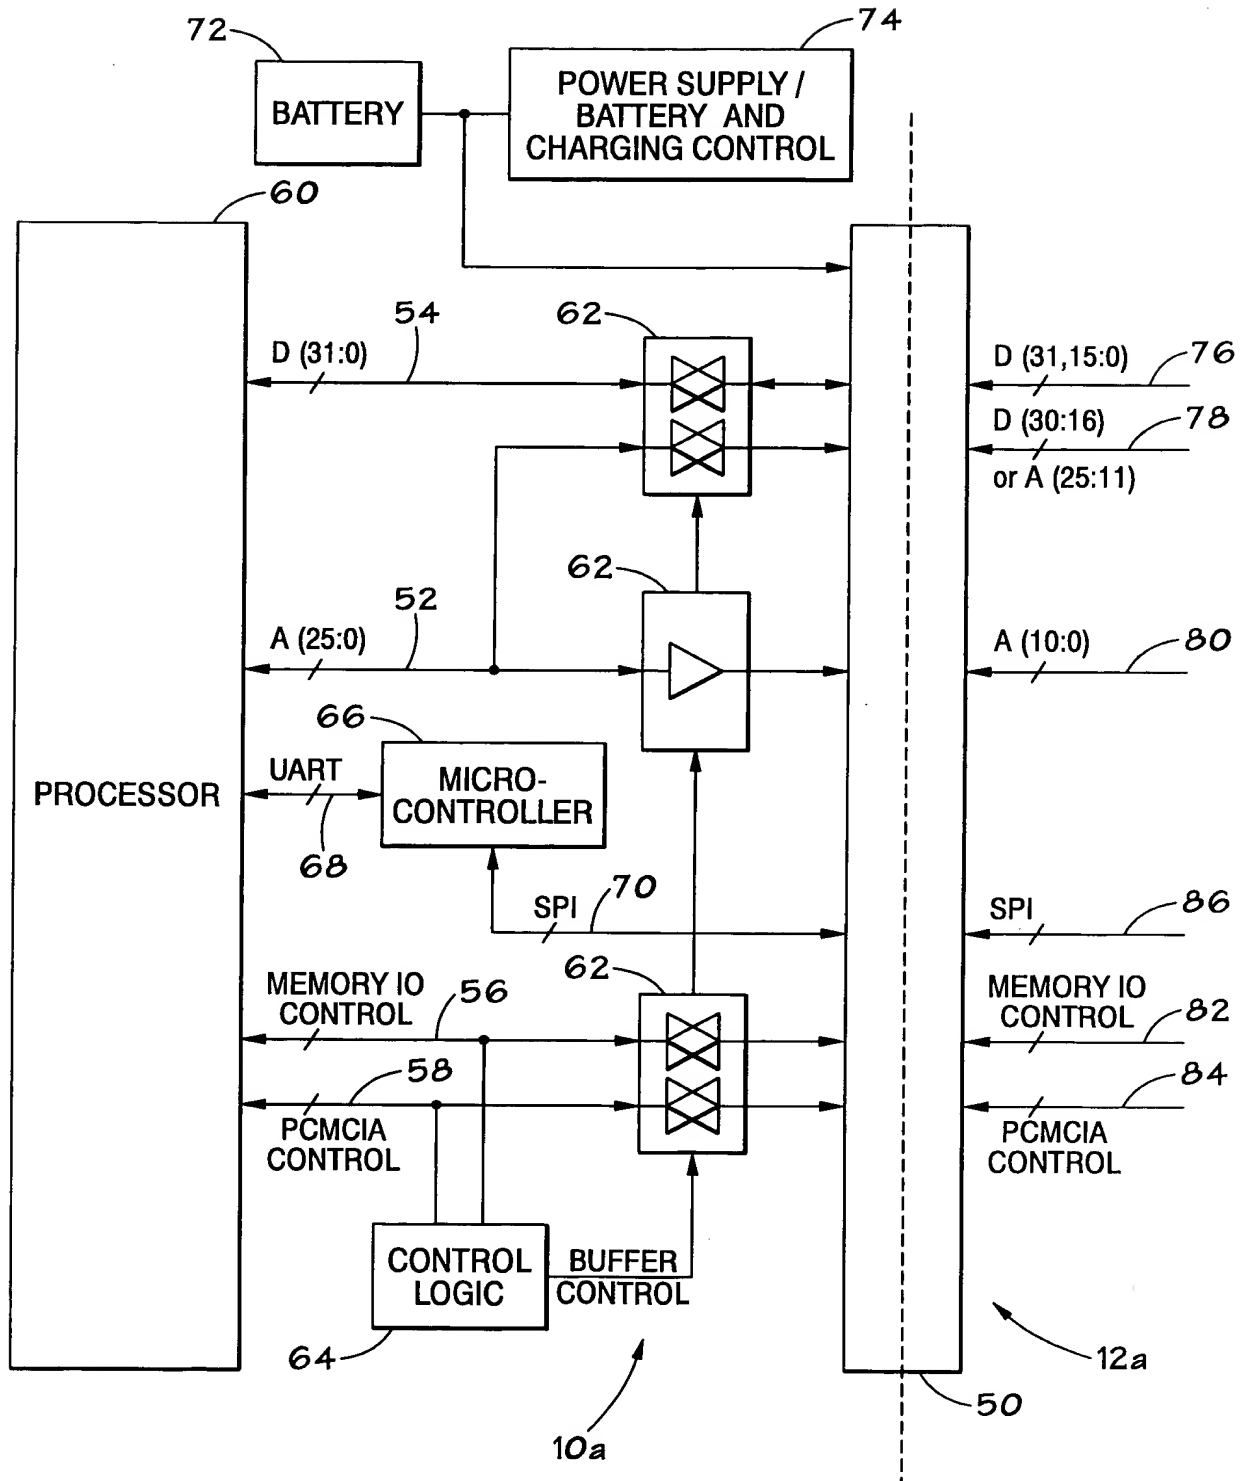 72
74
BATTERY
POWER SUPPLY /
BATTERY AND
CHARGING CONTROL
60
54
62
D (31:0)
D (31,15:0)
76
D (30:16)
78
or A (25:11)
62
52
A (25:0)
A (10:0)
80
66
UART
MICRO-
CONTROLLER
PROCESSOR
68
SPI
70
SPI
86
62
MEMORY IO
CONTROL
56
MEMORY IO
CONTROL
82
58
84
PCMCIA
CONTROL
PCMCIA
CONTROL
CONTROL
LOGIC
BUFFER
CONTROL
64
12a
50
10a